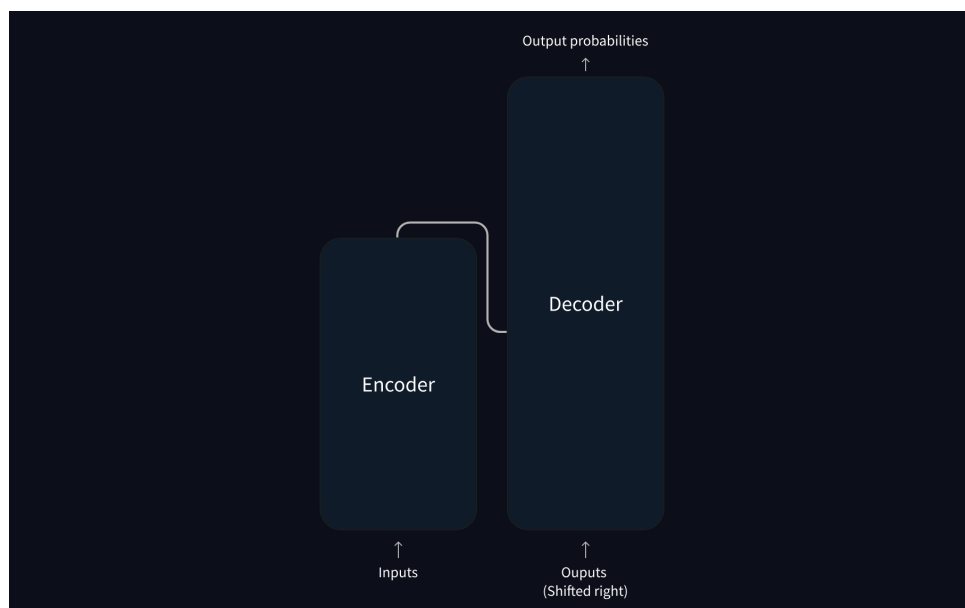 Output probabilities
Decoder
Encoder
Inputs
Ouputs
(Shifted right)